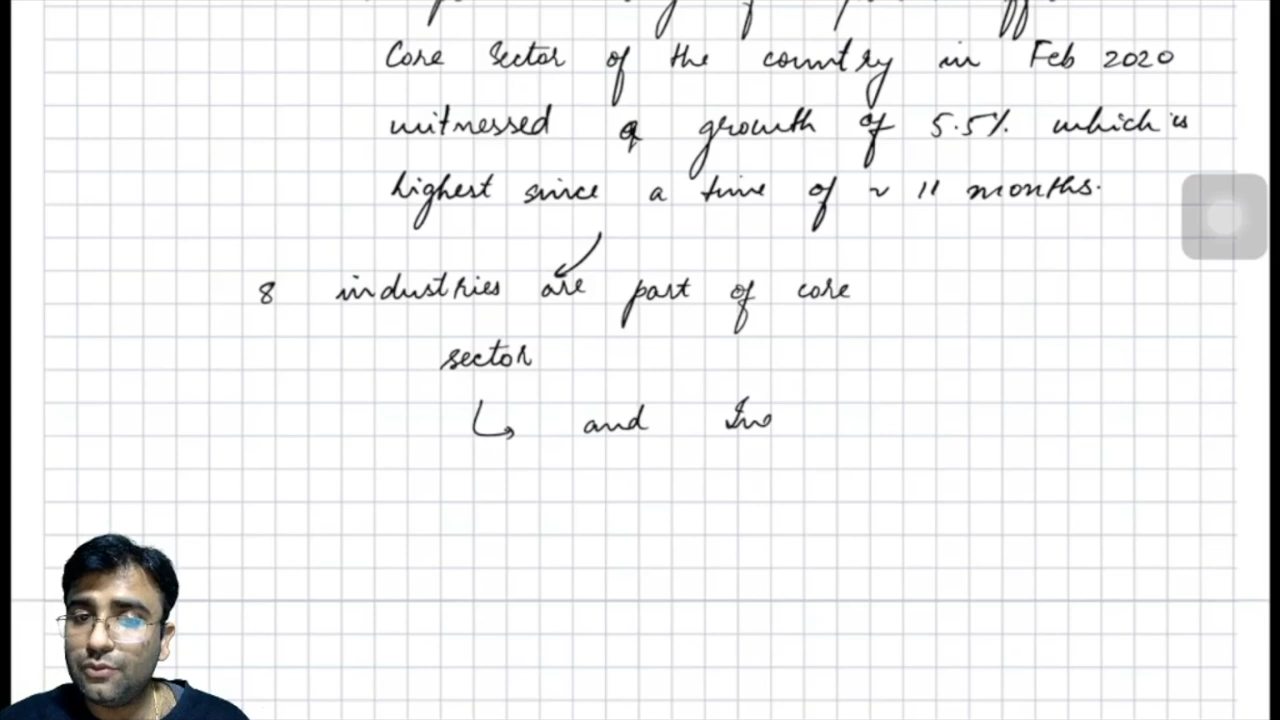 Core Sector of the country in Feb 2020
witnessed a growth of 5.5% which is
highest since a time of ~ 11 months.
8 industries are part of core
sector
↳ and Ino